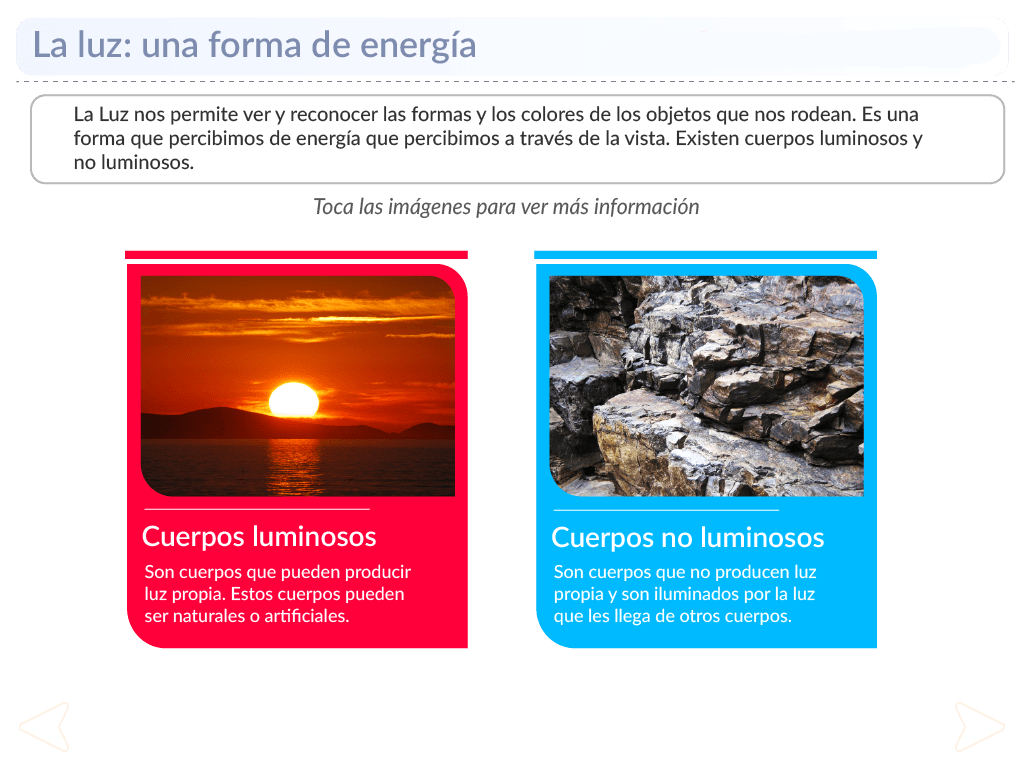 La luz: una forma de energía
La Luz nos permite ver y reconocer las formas y los colores de los objetos que nos rodean. Es una
forma que percibimos de energía que percibimos a través de la vista. Existen cuerpos luminosos y
no luminosos.
Toca las imágenes para ver más información
Cuerpos luminosos
Son cuerpos que pueden producir
luz propia. Estos cuerpos pueden
ser naturales o artificiales.
Cuerpos no luminosos
Son cuerpos que no producen luz
propia y son iluminados por la luz
que les llega de otros cuerpos.